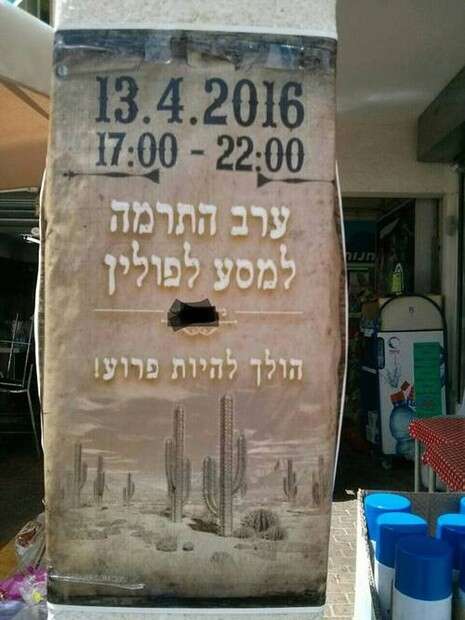 13.4.2016
17:00 - 22:00
ערב התרמה
למסע לפולין
הולך להיות פרוע!